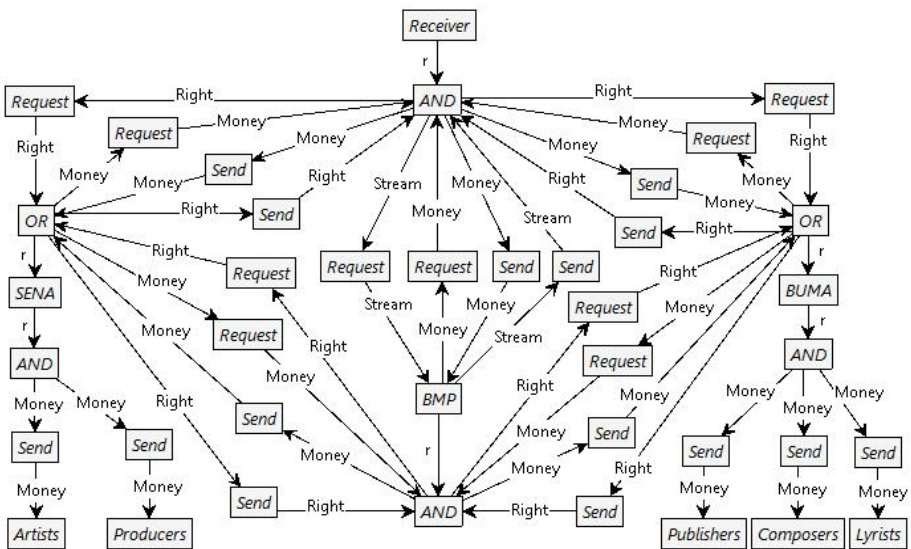 Receiver
r
Request Right AND Right Request
Right Request Money Money Request Right
Money Send Right Stream Money Right Send Money
Money Money Money
OR Right Send Stream Send Right OR
r Right Money r
SENA Request Request Request Send Send Request Right BUMA
r Money Stream Money Money Money r
AND Money Request Right Stream Request AND
Money Money Right Money BMP Right Money Money Money Money
Send Send Send Money r Money Send Send Send Send
Money Money Right Money Money Right Money Money Money
Send Right AND Right Send
Artists Producers Publishers Composers Lyrists